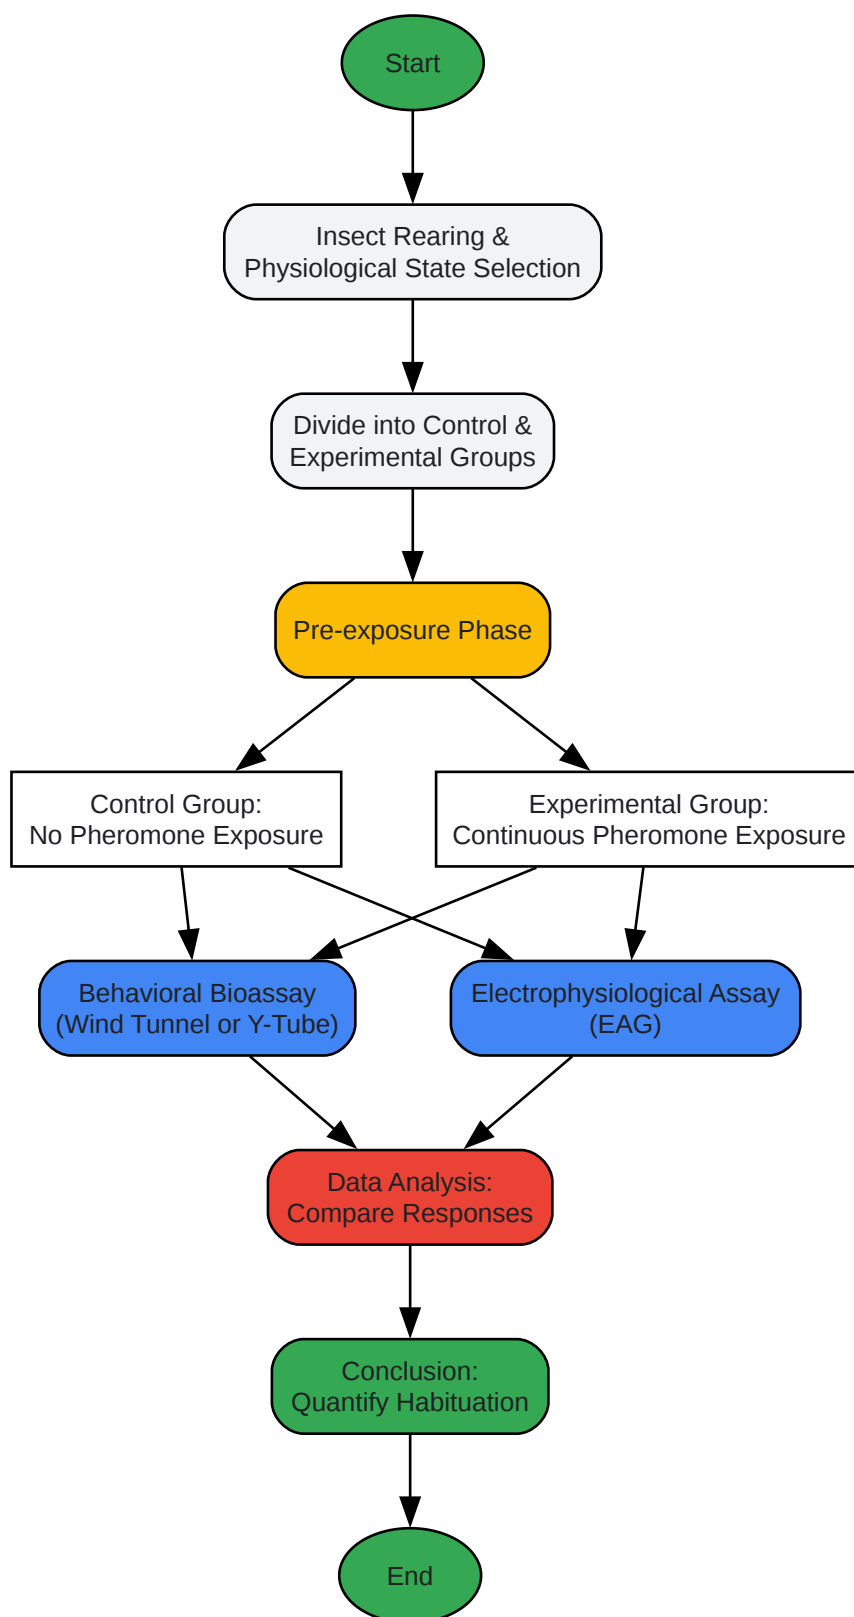 Start
Insect Rearing &
Physiological State Selection
Divide into Control &
Experimental Groups
Pre-exposure Phase
Control Group:
No Pheromone Exposure
Experimental Group:
Continuous Pheromone Exposure
Behavioral Bioassay
(Wind Tunnel or Y-Tube)
Electrophysiological Assay
(EAG)
Data Analysis:
Compare Responses
Conclusion:
Quantify Habituation
End